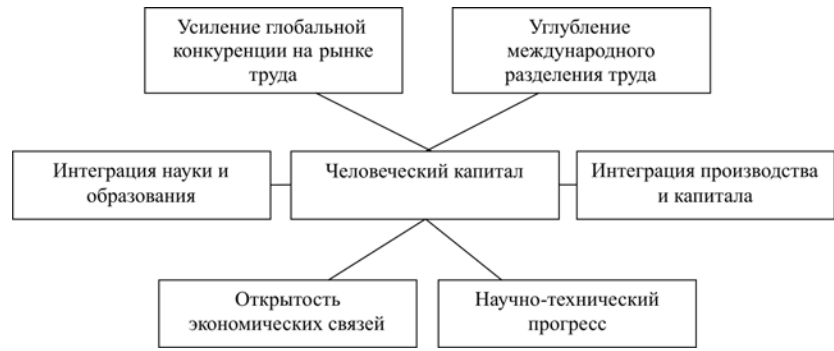 Усиление глобальной
конкуренции на рынке
труда
Углубление
международного
разделения труда
Интеграция науки и
образования
Человеческий капитал
Интеграция производства
и капитала
Открытость
экономических связей
Научно-технический
прогресс